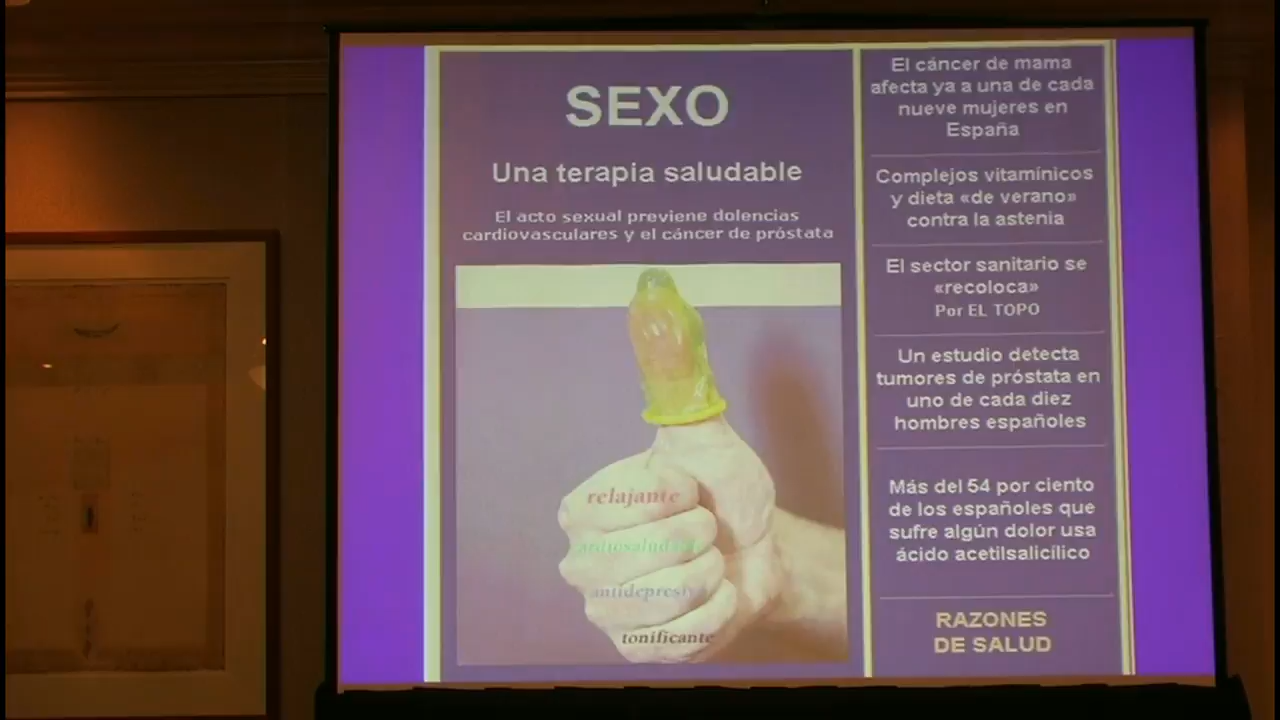 SEXO
Una terapia saludable
El acto sexual previene dolencias
cardiovasculares y el cáncer de próstata
relajante
cardiosaludable
antidepresivo
tonificante
El cáncer de mama
afecta ya a una de cada
nueve mujeres en
España
Complejos vitamínicos
y dieta «de verano»
contra la astenia
El sector sanitario se
«recoloca»
Por EL TOPO
Un estudio detecta
tumores de próstata en
uno de cada diez
hombres españoles
Más del 54 por ciento
de los españoles que
sufre algún dolor usa
ácido acetilsalicílico
RAZONES
DE SALUD